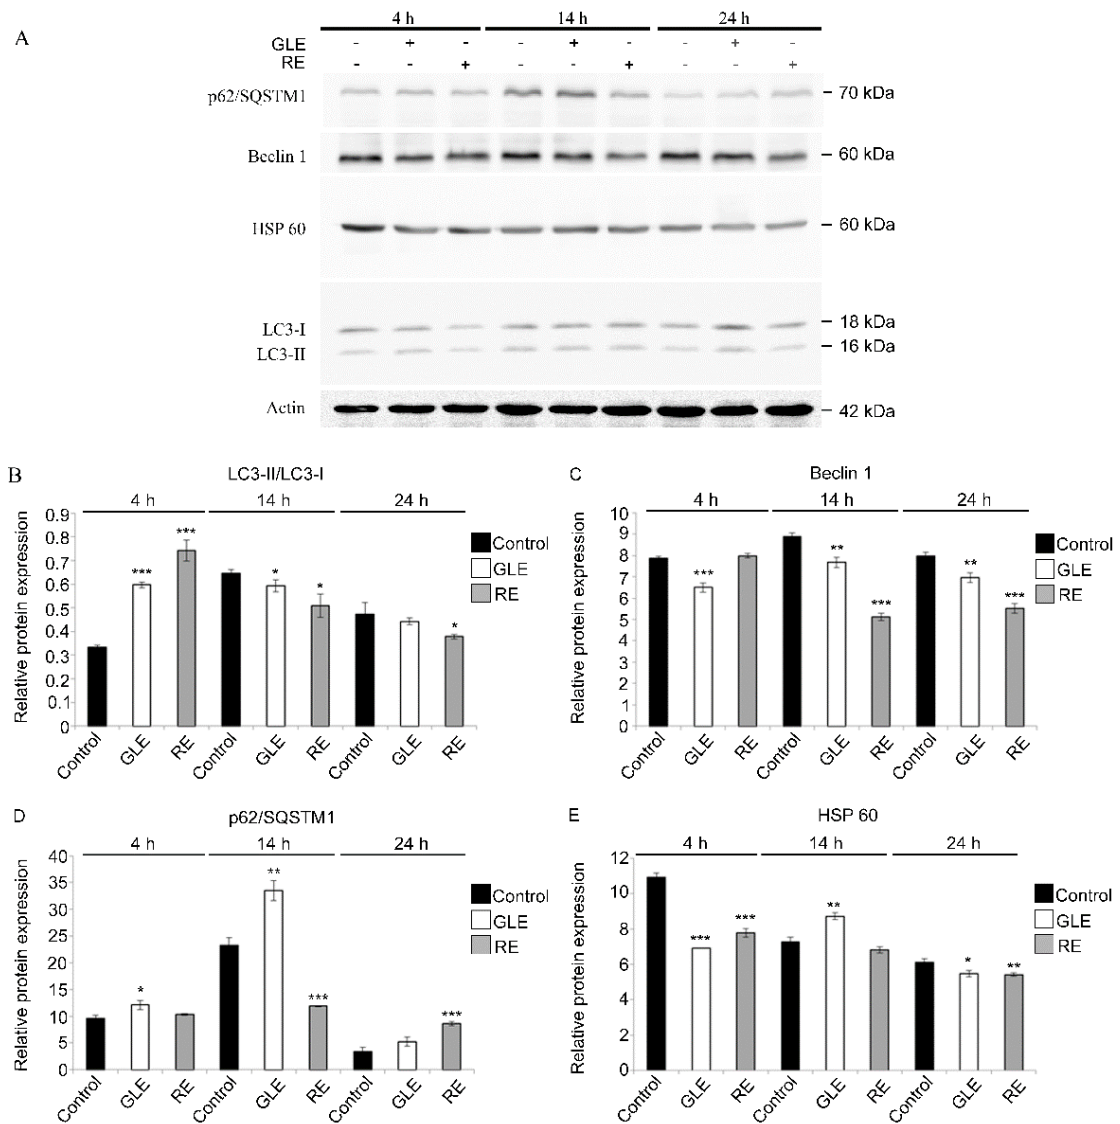 A
4 h 14 h 24 h
GLE - + - - + - - + -
RE - - + - - + - - +
p62/SQSTM1 – 70 kDa
Beclin 1 – 60 kDa
HSP 60 – 60 kDa
LC3-I – 18 kDa
LC3-II – 16 kDa
Actin – 42 kDa
B
LC3-II/LC3-I
4 h 14 h 24 h
Relative protein expression
0.9
0.8
0.7
0.6
0.5
0.4
0.3
0.2
0.1
0
*** *** * * *
Control GLE RE Control GLE RE Control GLE RE
Control
GLE
RE
C
Beclin 1
4 h 14 h 24 h
Relative protein expression
10
9
8
7
6
5
4
3
2
1
0
*** ** *** ** ***
Control GLE RE Control GLE RE Control GLE RE
Control
GLE
RE
D
p62/SQSTM1
4 h 14 h 24 h
Relative protein expression
40
35
30
25
20
15
10
5
0
* ** *** ***
Control GLE RE Control GLE RE Control GLE RE
Control
GLE
RE
E
HSP 60
4 h 14 h 24 h
Relative protein expression
12
10
8
6
4
2
0
*** *** ** * **
Control GLE RE Control GLE RE Control GLE RE
Control
GLE
RE